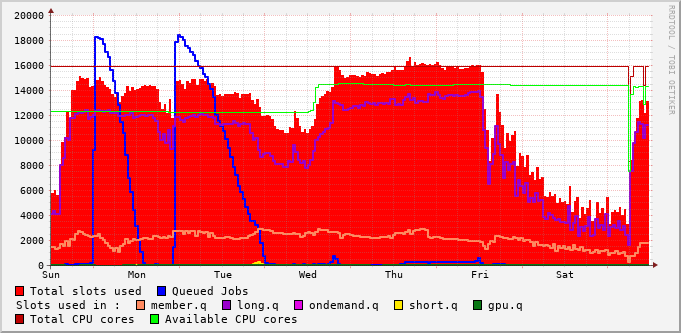 20000
18000
16000
14000
12000
10000
8000
6000
4000
2000
0
Sun Mon Tue Wed Thu Fri Sat
RRDTOOL / TOBI OETIKER
Total slots used Queued Jobs
Slots used in : member.q long.q ondemand.q short.q gpu.q
Total CPU cores Available CPU cores